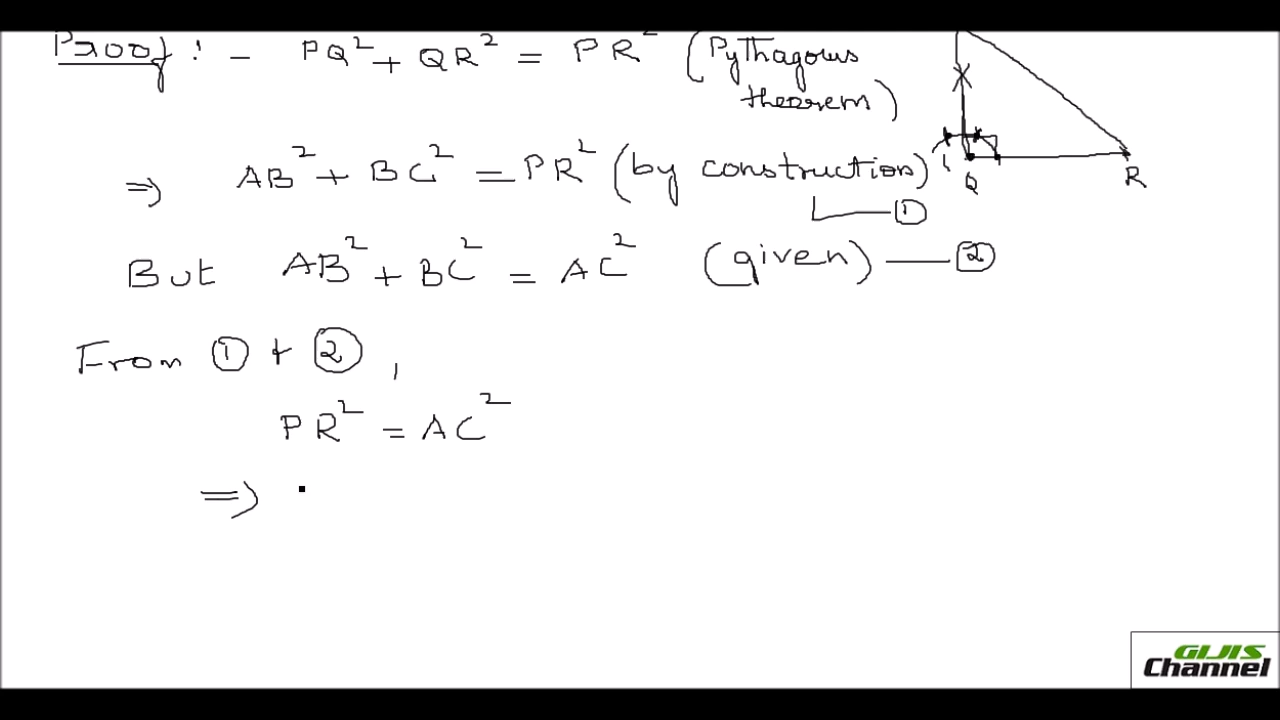 Proof :- PQ² + QR² = PR² (Pythagorus theorem)
⇒ AB² + BC² = PR² (by construction)
— ①
But AB² + BC² = AC² (given) — ②
From ① + ② ,
PR² = AC²
⇒
Q
R
GIJIS
Channel